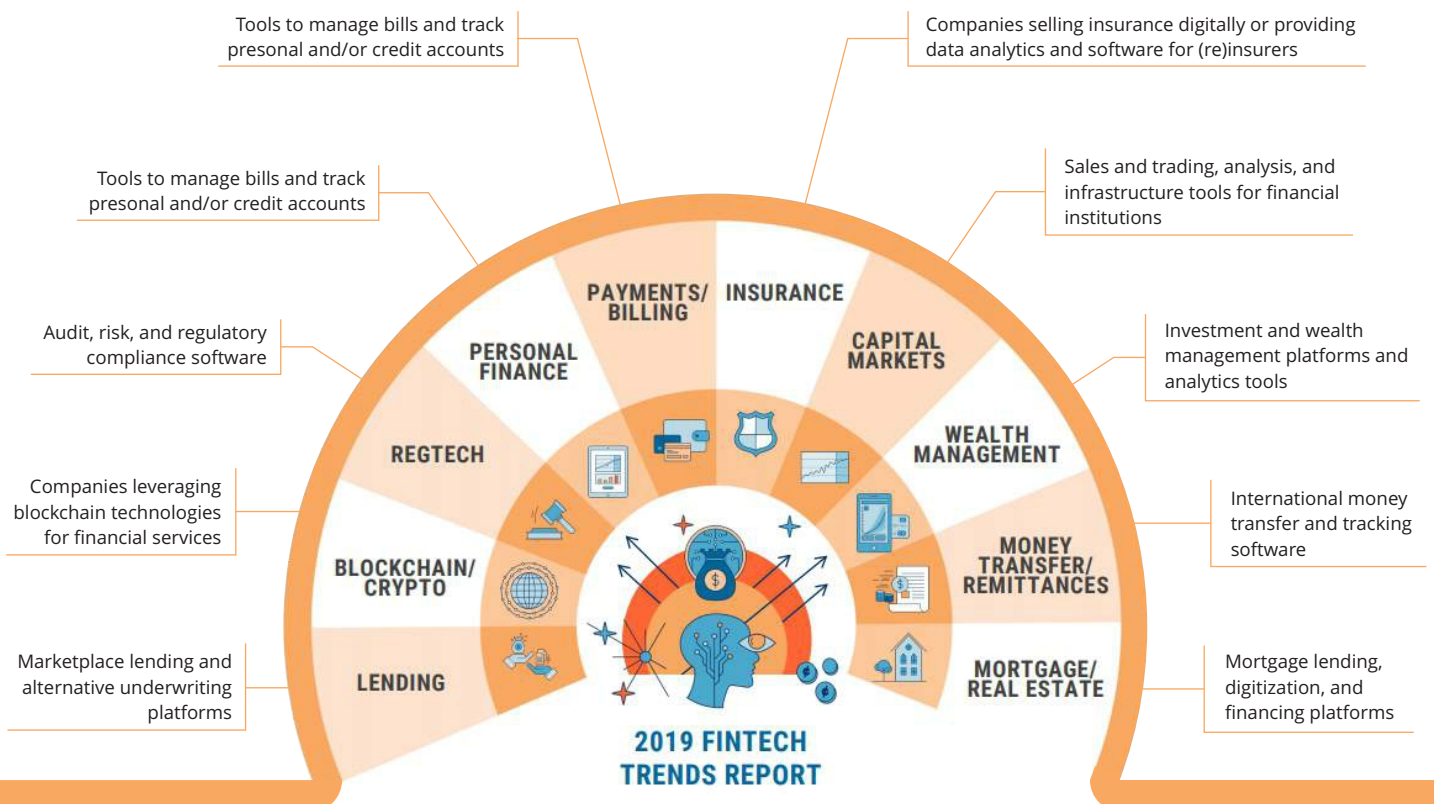 Tools to manage bills and track
presonal and/or credit accounts
Companies selling insurance digitally or providing
data analytics and software for (re)insurers
Tools to manage bills and track
presonal and/or credit accounts
Sales and trading, analysis, and
infrastructure tools for financial
institutions
Audit, risk, and regulatory
compliance software
Investment and wealth
management platforms and
analytics tools
Companies leveraging
blockchain technologies
for financial services
International money
transfer and tracking
software
Marketplace lending and
alternative underwriting
platforms
Mortgage lending,
digitization, and
financing platforms
LENDING
BLOCKCHAIN/
CRYPTO
REGTECH
PERSONAL
FINANCE
PAYMENTS/
BILLING
INSURANCE
CAPITAL
MARKETS
WEALTH
MANAGEMENT
MONEY
TRANSFER/
REMITTANCES
MORTGAGE/
REAL ESTATE
$
$
2019 FINTECH
TRENDS REPORT